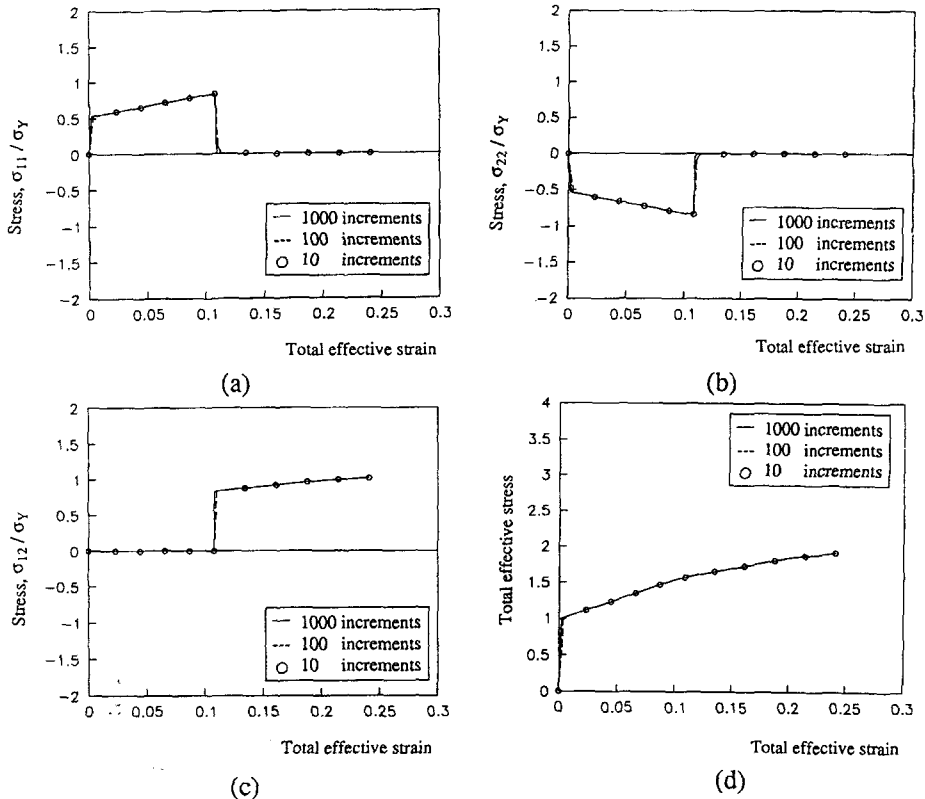 2
1.5
1
0.5
0
-0.5
-1
-1.5
-2
Stress, σ11 / σY
1000 increments
100 increments
10 increments
0 0.05 0.1 0.15 0.2 0.25 0.3
Total effective strain
(a)
2
1.5
1
0.5
0
-0.5
-1
-1.5
-2
Stress, σ22 / σY
1000 increments
100 increments
10 increments
0 0.05 0.1 0.15 0.2 0.25 0.3
Total effective strain
(b)
2
1.5
1
0.5
0
-0.5
-1
-1.5
-2
Stress, σ12 / σY
1000 increments
100 increments
10 increments
0 0.05 0.1 0.15 0.2 0.25 0.3
Total effective strain
(c)
4
3.5
3
2.5
2
1.5
1
0.5
0
Total effective stress
1000 increments
100 increments
10 increments
0 0.05 0.1 0.15 0.2 0.25 0.3
Total effective strain
(d)